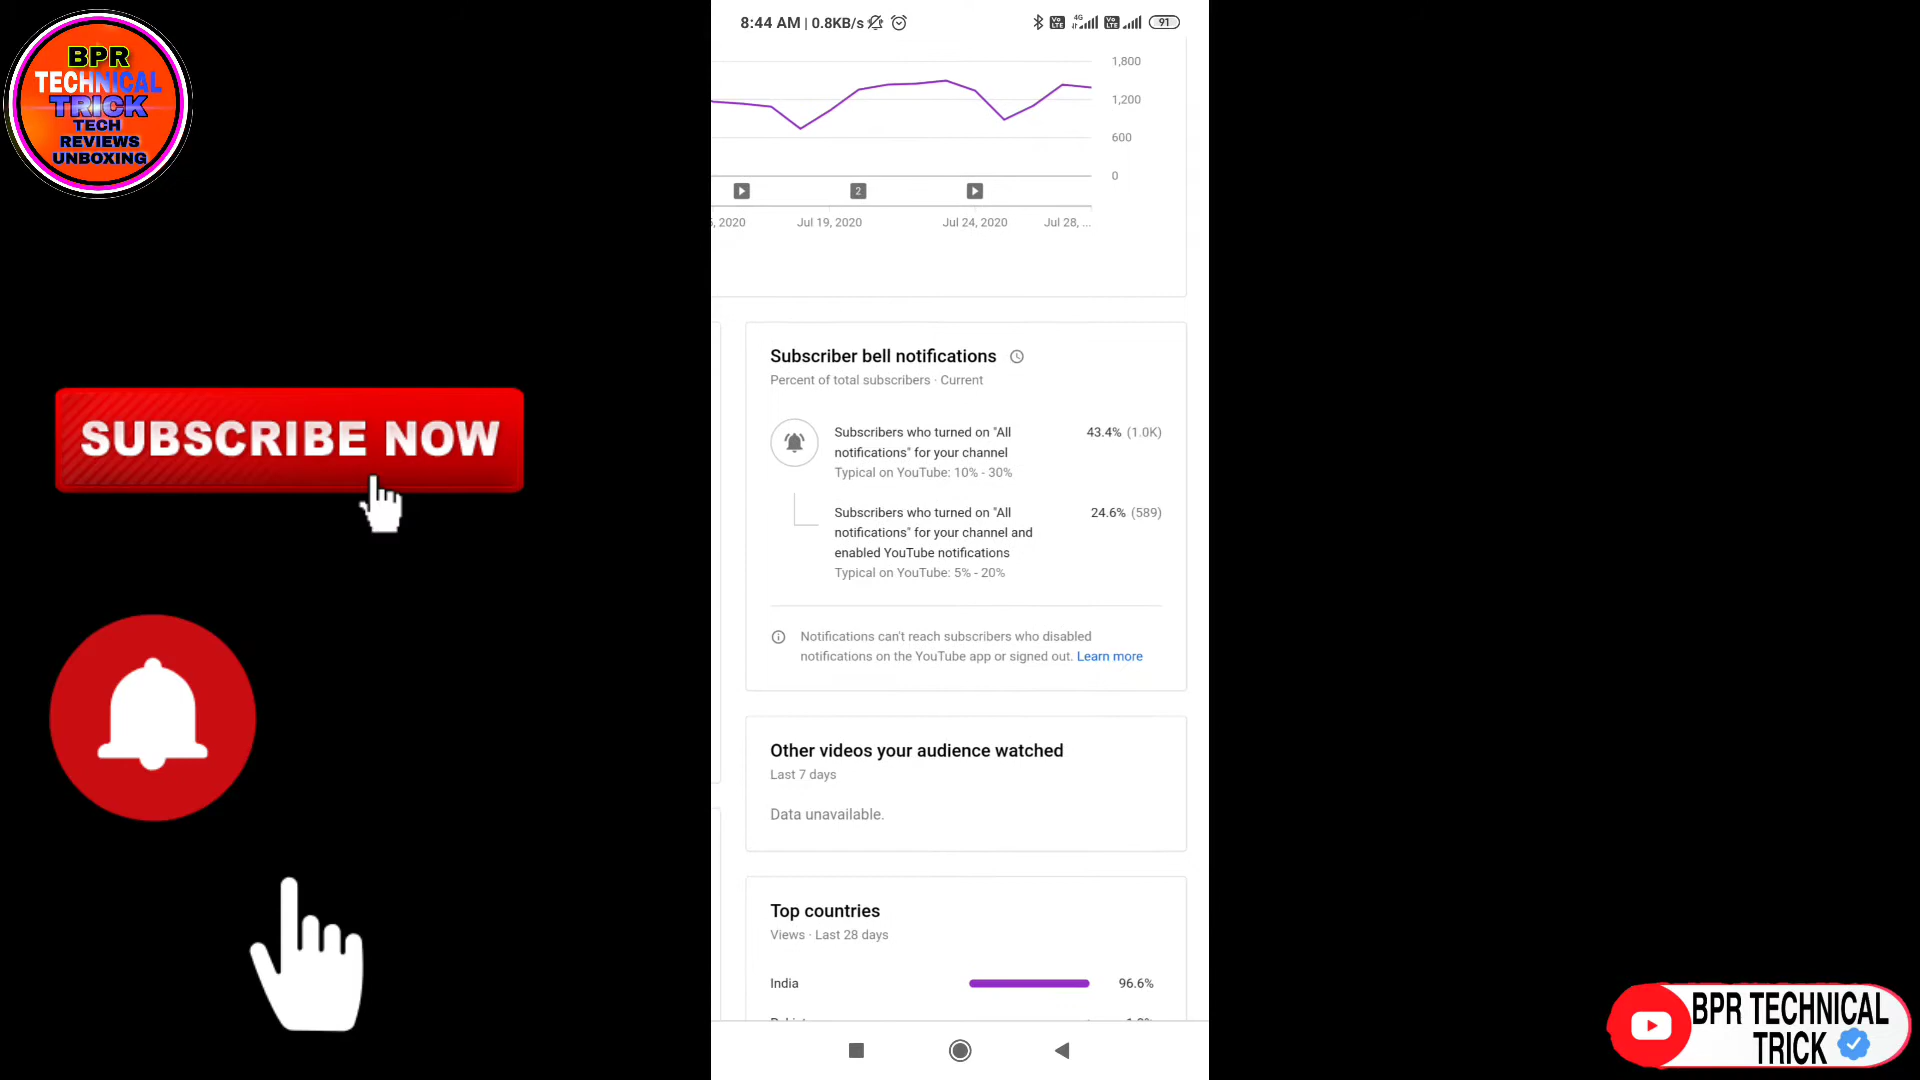 BPR
TECHNICAL
TRICK
TECH
REVIEWS
UNBOXING
SUBSCRIBE NOW
8:44 AM | 0.8KB/s
4G
Vo LTE
Vo LTE
91
1,800
1,200
600
0
2
5, 2020
Jul 19, 2020
Jul 24, 2020
Jul 28, ...
Subscriber bell notifications
Percent of total subscribers · Current
Subscribers who turned on "All
notifications" for your channel
Typical on YouTube: 10% - 30%
43.4% (1.0K)
Subscribers who turned on "All
notifications" for your channel and
enabled YouTube notifications
Typical on YouTube: 5% - 20%
24.6% (589)
Notifications can't reach subscribers who disabled
notifications on the YouTube app or signed out. Learn more
Other videos your audience watched
Last 7 days
Data unavailable.
Top countries
Views · Last 28 days
India 96.6%
BPR TECHNICAL
TRICK